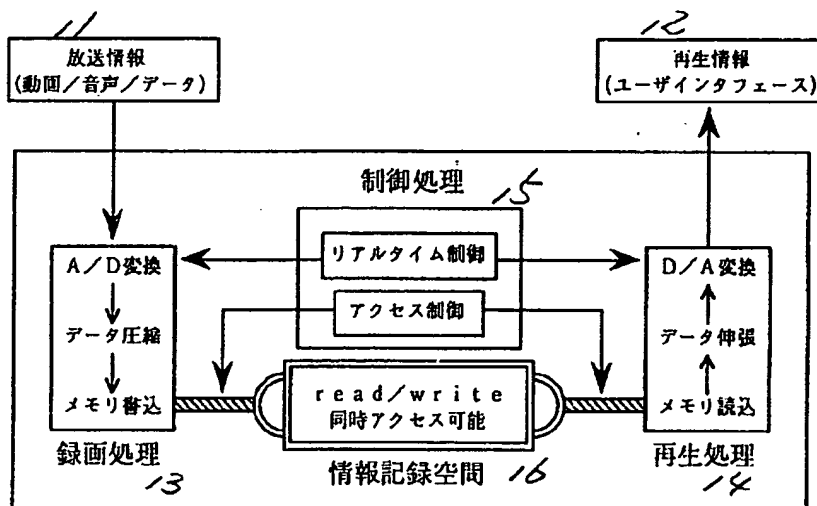 11
放送情報
(動画/音声/データ)
12
再生情報
(ユーザインタフェース)
制御処理
15
リアルタイム制御
アクセス制御
A/D変換
データ圧縮
メモリ書込
録画処理
13
read/write
同時アクセス可能
情報記録空間
16
D/A変換
データ伸張
メモリ読込
再生処理
14